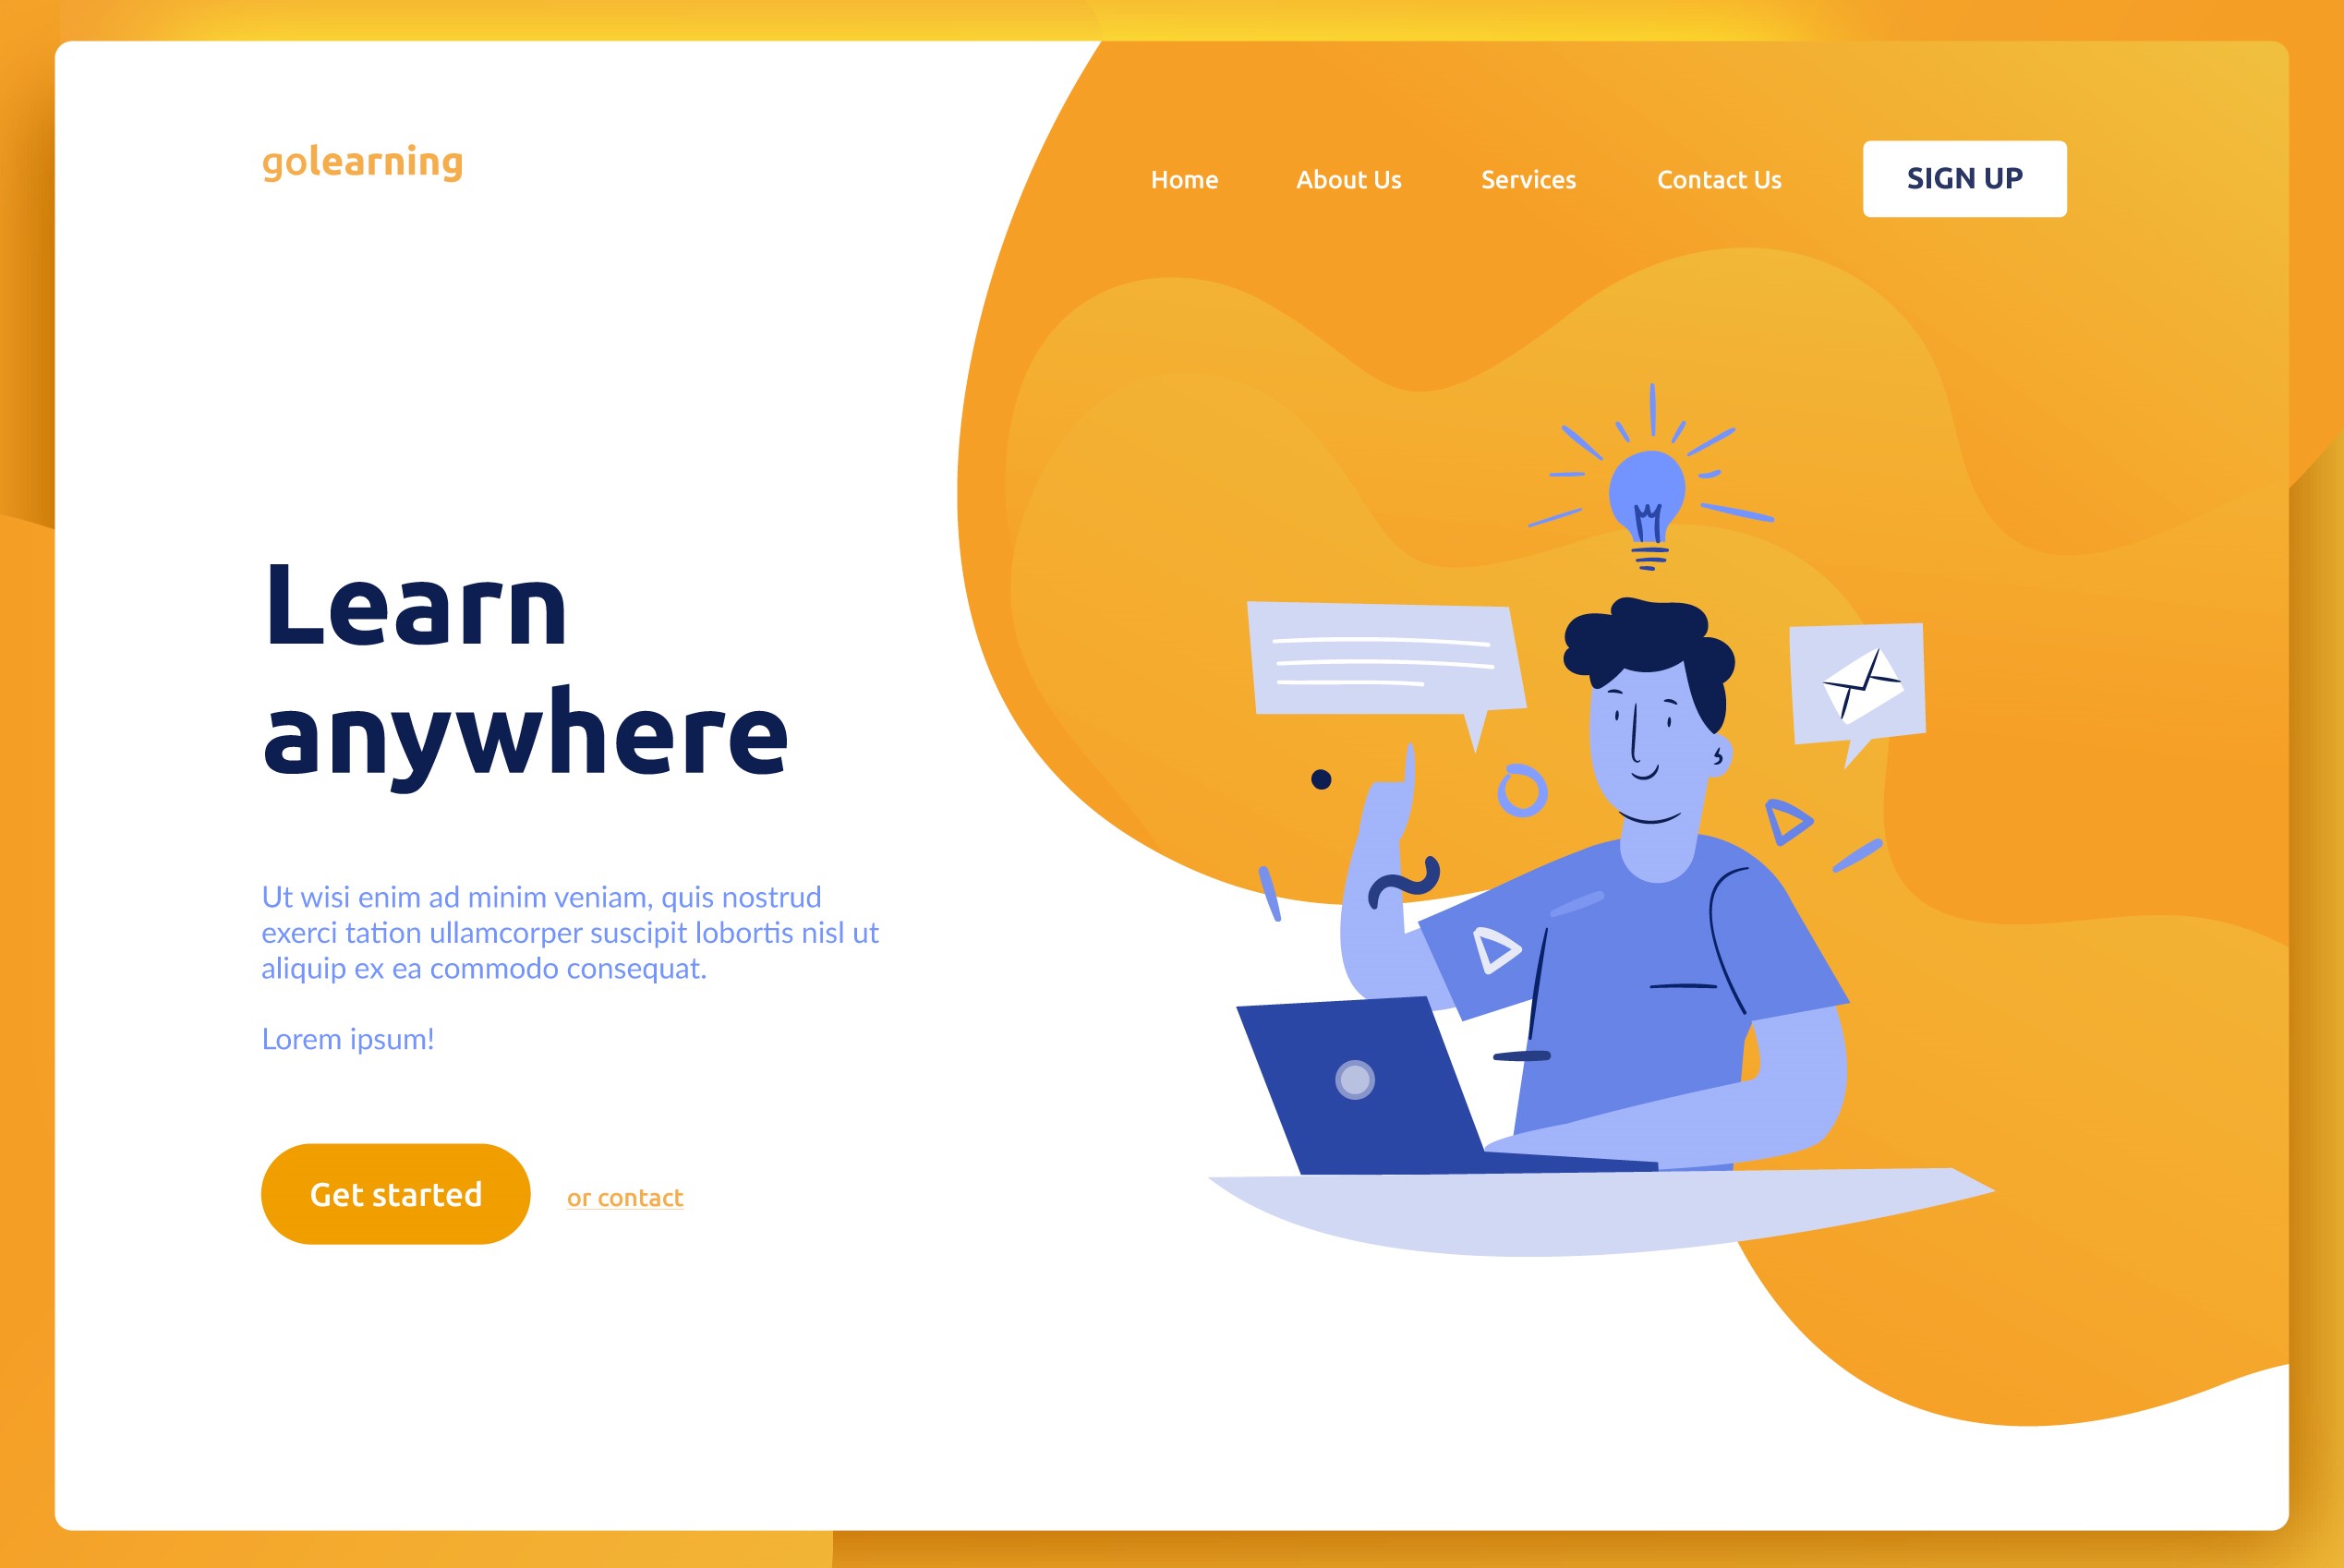 golearning
Home
About Us
Services
Contact Us
SIGN UP
Learn
anywhere
Ut wisi enim ad minim veniam, quis nostrud
exerci tation ullamcorper suscipit lobortis nisl ut
aliquip ex ea commodo consequat.
Lorem ipsum!
Get started
or contact